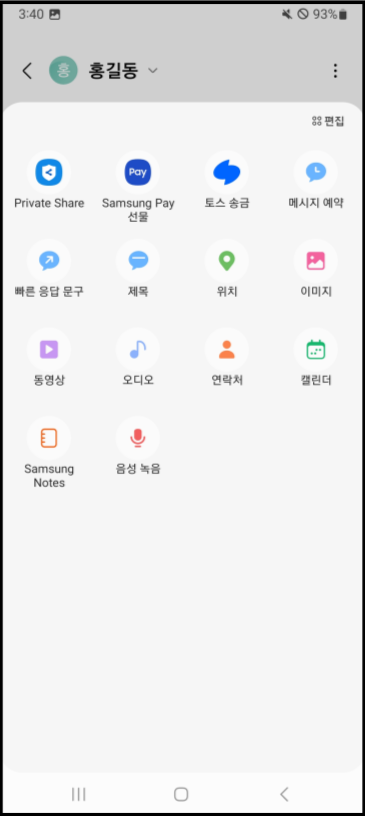 3:40 93%
홍 홍길동
편집
Private Share
Pay
Samsung Pay
선물
토스 송금
메시지 예약
빠른 응답 문구
제목
위치
이미지
동영상
오디오
연락처
캘린더
Samsung
Notes
음성 녹음